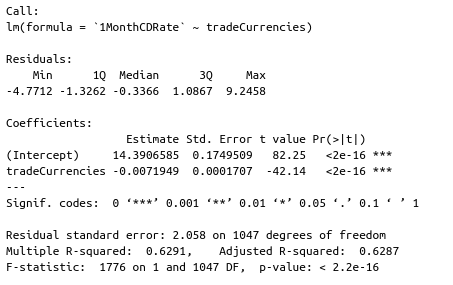 Call:
lm(formula = `1MonthCDRate` ~ tradeCurrencies)

Residuals:
    Min      1Q  Median      3Q     Max
-4.7712 -1.3262 -0.3366  1.0867  9.2458

Coefficients:
                  Estimate Std. Error t value Pr(>|t|)
(Intercept)     14.3906585  0.1749509   82.25   <2e-16 ***
tradeCurrencies -0.0071949  0.0001707  -42.14   <2e-16 ***
---
Signif. codes:  0 ‘***’ 0.001 ‘**’ 0.01 ‘*’ 0.05 ‘.’ 0.1 ‘ ’ 1

Residual standard error: 2.058 on 1047 degrees of freedom
Multiple R-squared:  0.6291,    Adjusted R-squared:  0.6287
F-statistic:  1776 on 1 and 1047 DF,  p-value: < 2.2e-16